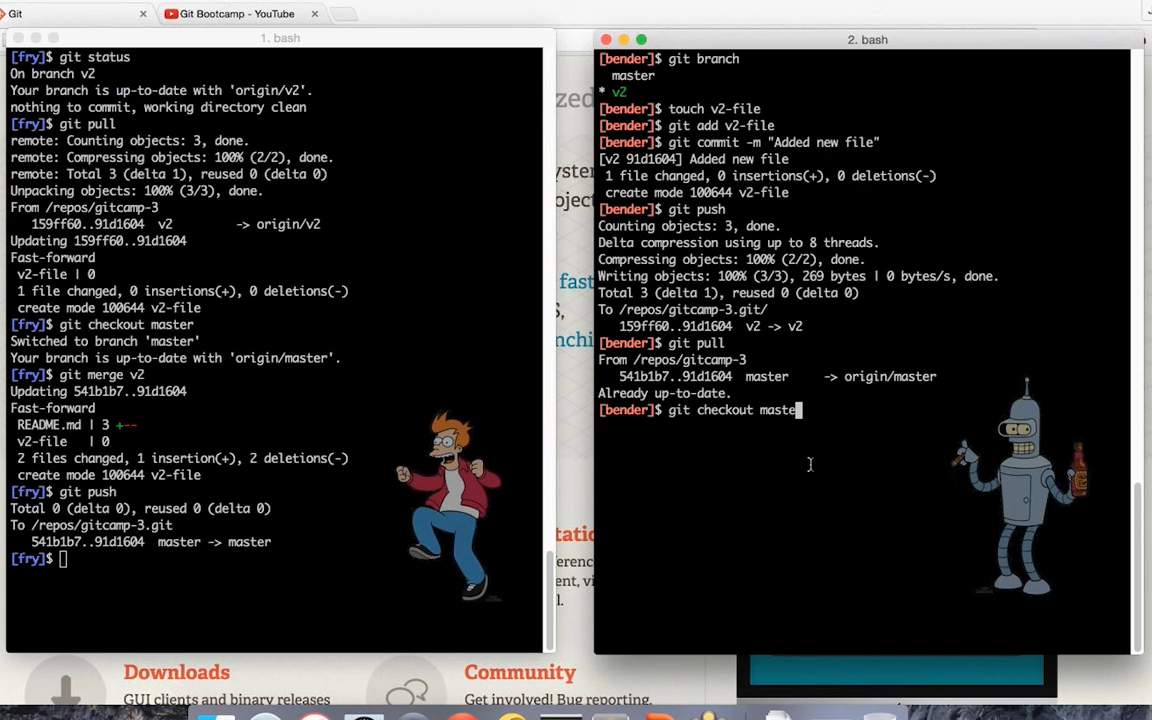 Git
Git Bootcamp - YouTube
1. bash
[fry]$ git status
On branch v2
Your branch is up-to-date with 'origin/v2'.
nothing to commit, working directory clean
[fry]$ git pull
remote: Counting objects: 3, done.
remote: Compressing objects: 100% (2/2), done.
remote: Total 3 (delta 1), reused 0 (delta 0)
Unpacking objects: 100% (3/3), done.
From /repos/gitcamp-3
159ff60..91d1604  v2         -> origin/v2
Updating 159ff60..91d1604
Fast-forward
v2-file | 0
1 file changed, 0 insertions(+), 0 deletions(-)
create mode 100644 v2-file
[fry]$ git checkout master
Switched to branch 'master'
Your branch is up-to-date with 'origin/master'.
[fry]$ git merge v2
Updating 541b1b7..91d1604
Fast-forward
README.md | 3 +--
v2-file   | 0
2 files changed, 1 insertion(+), 2 deletions(-)
create mode 100644 v2-file
[fry]$ git push
Total 0 (delta 0), reused 0 (delta 0)
To /repos/gitcamp-3.git
541b1b7..91d1604  master -> master
[fry]$
2. bash
[bender]$ git branch
master
* v2
[bender]$ touch v2-file
[bender]$ git add v2-file
[bender]$ git commit -m "Added new file"
[v2 91d1604] Added new file
1 file changed, 0 insertions(+), 0 deletions(-)
create mode 100644 v2-file
[bender]$ git push
Counting objects: 3, done.
Delta compression using up to 8 threads.
Compressing objects: 100% (2/2), done.
Writing objects: 100% (3/3), 269 bytes | 0 bytes/s, done.
Total 3 (delta 1), reused 0 (delta 0)
To /repos/gitcamp-3.git/
159ff60..91d1604  v2 -> v2
[bender]$ git pull
From /repos/gitcamp-3
541b1b7..91d1604  master     -> origin/master
Already up-to-date.
[bender]$ git checkout maste
fast
Downloads
GUI clients and binary releases
Community
Get involved! Bug reporting,